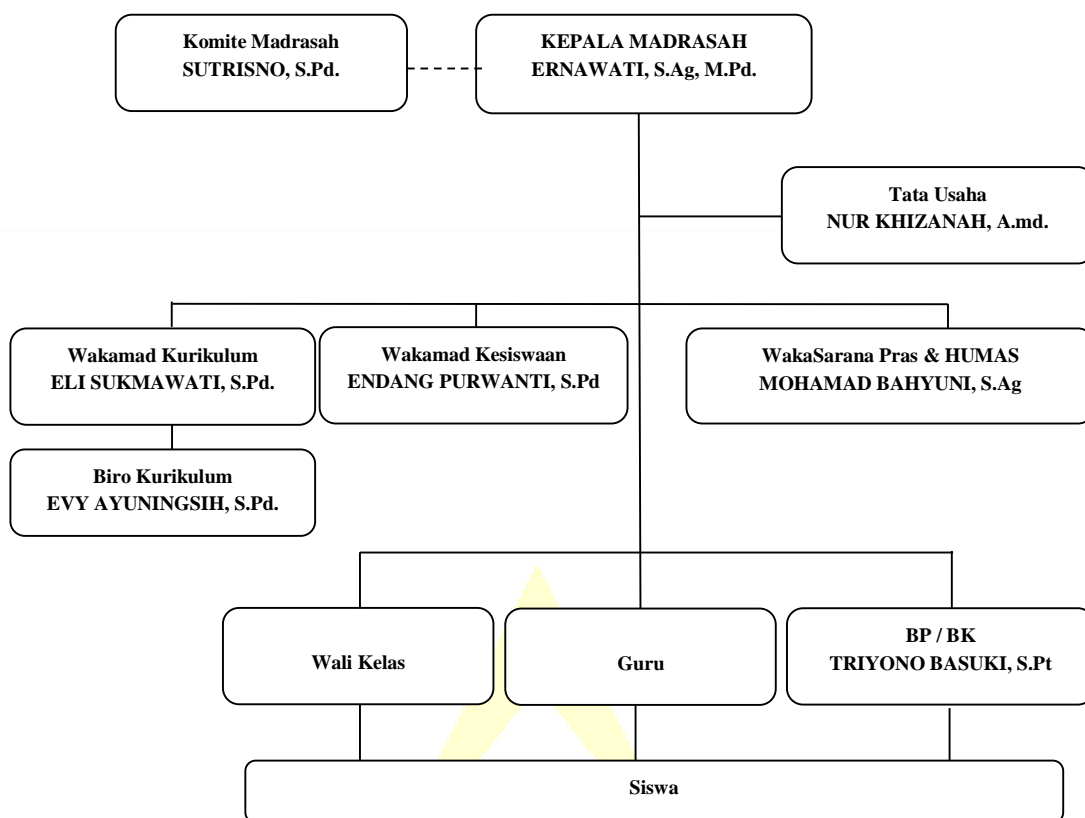 Komite Madrasah
SUTRISNO, S.Pd.
KEPALA MADRASAH
ERNAWATI, S.Ag, M.Pd.
Tata Usaha
NUR KHIZANAH, A.md.
Wakamad Kurikulum
ELI SUKMAWATI, S.Pd.
Wakamad Kesiswaan
ENDANG PURWANTI, S.Pd
WakaSarana Pras & HUMAS
MOHAMAD BAHYUNI, S.Ag
Biro Kurikulum
EVY AYUNINGSIH, S.Pd.
Wali Kelas
Guru
BP / BK
TRIYONO BASUKI, S.Pt
Siswa